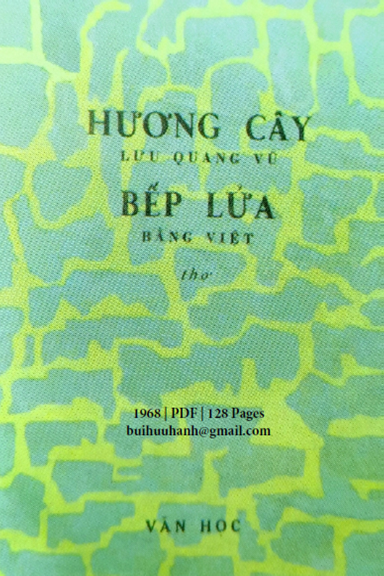 HƯƠNG CÂY
LƯU QUANG VŨ
BẾP LỬA
BẰNG VIỆT
thơ
1968 | PDF | 128 Pages
buihuuhanh@gmail.com
VĂN HỌC